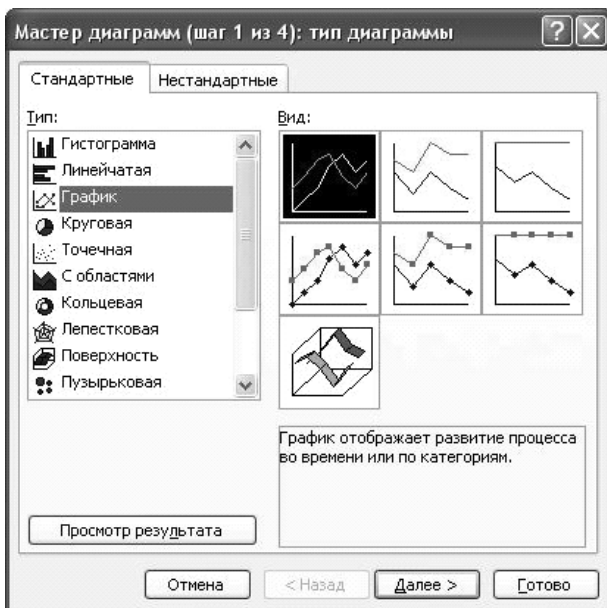 Мастер диаграмм (шаг 1 из 4): тип диаграммы
Стандартные
Нестандартные
Тип:
Гистограмма
Линейчатая
График
Круговая
Точечная
С областями
Кольцевая
Лепестковая
Поверхность
Пузырьковая
Вид:
График отображает развитие процесса
во времени или по категориям.
Просмотр результата
Отмена
< Назад
Далее >
Готово